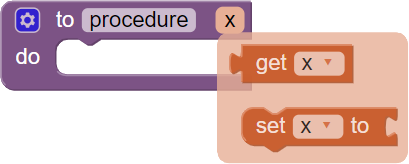 to procedure x
do
get x
set x to